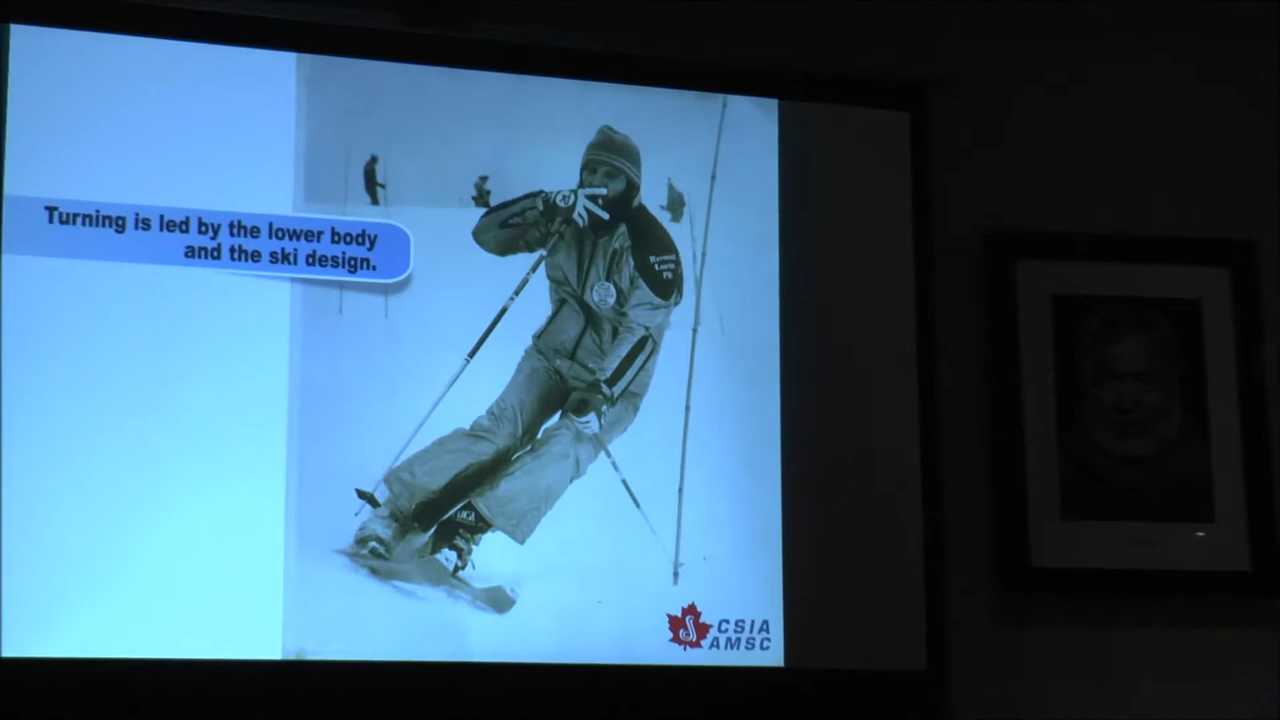 Turning is led by the lower body
and the ski design.
CSIA
AMSC